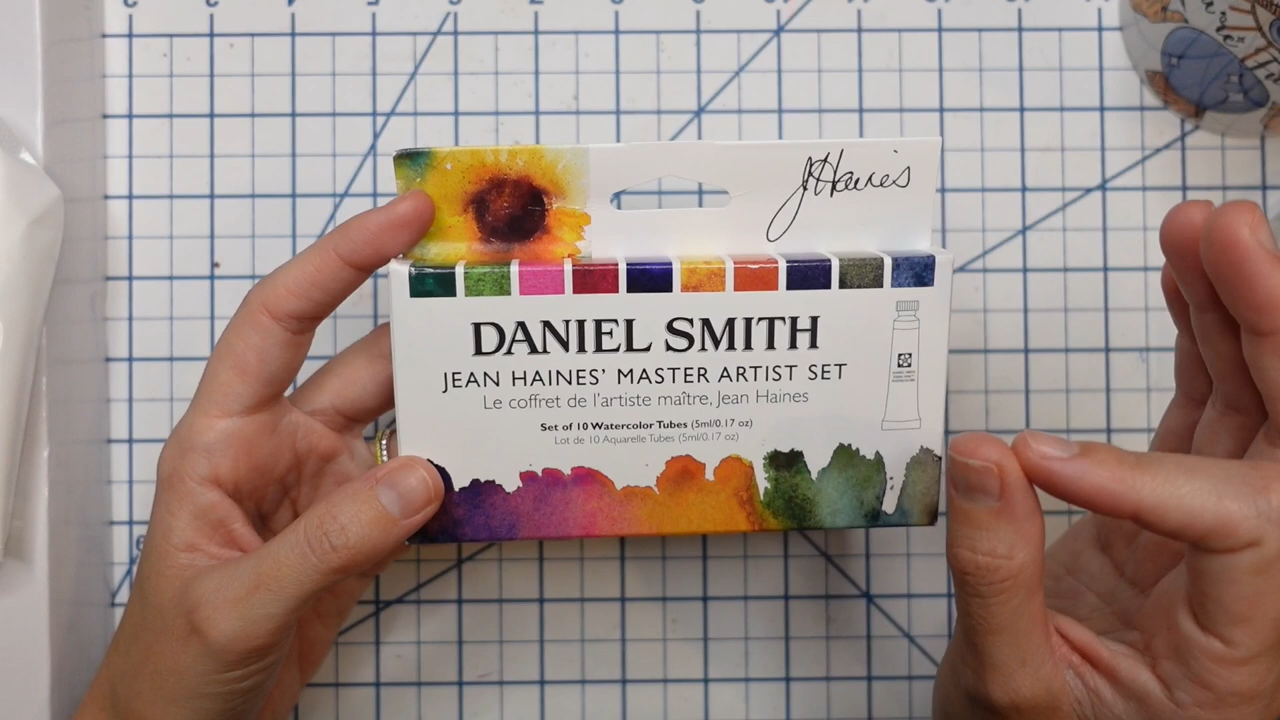 JHaines
DANIEL SMITH
JEAN HAINES' MASTER ARTIST SET
Le coffret de l'artiste maître, Jean Haines
Set of 10 Watercolor Tubes (5ml/0.17 oz)
Lot de 10 Aquarelle Tubes (5ml/0.17 oz)